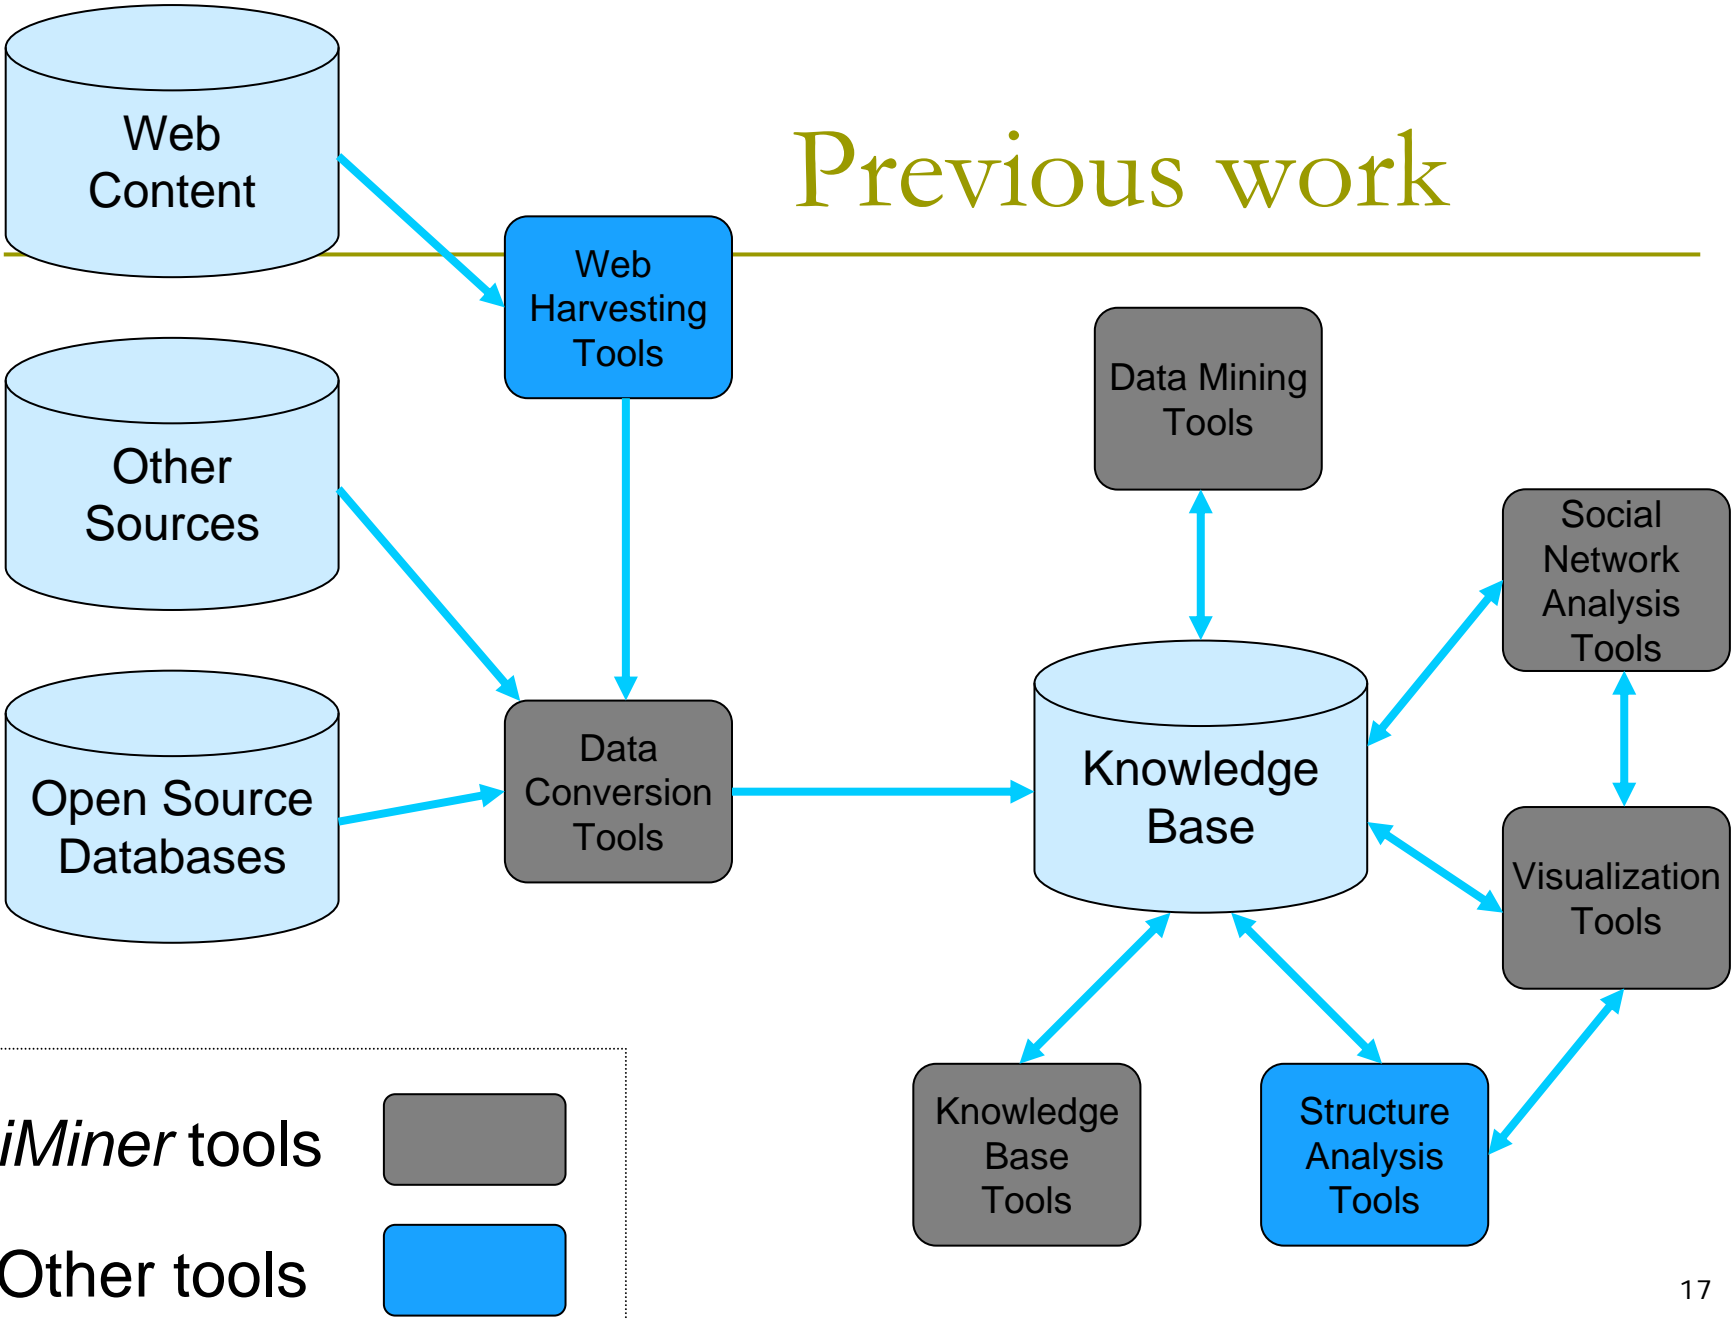 Previous work
Web
Content
Web
Harvesting
Tools
Other
Sources
Data Mining
Tools
Social
Network
Analysis
Tools
Open Source
Databases
Data
Conversion
Tools
Knowledge
Base
Visualization
Tools
Knowledge
Base
Tools
Structure
Analysis
Tools
iMiner tools
Other tools
17